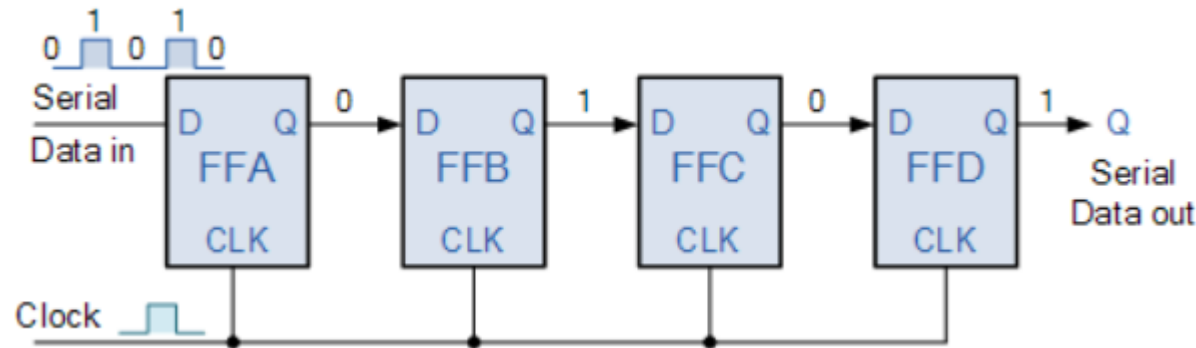 0 1 0 1 0
Serial
Data in
D Q
FFA
CLK
0
D Q
FFB
CLK
1
D Q
FFC
CLK
0
D Q
FFD
CLK
1
Q
Serial
Data out
Clock